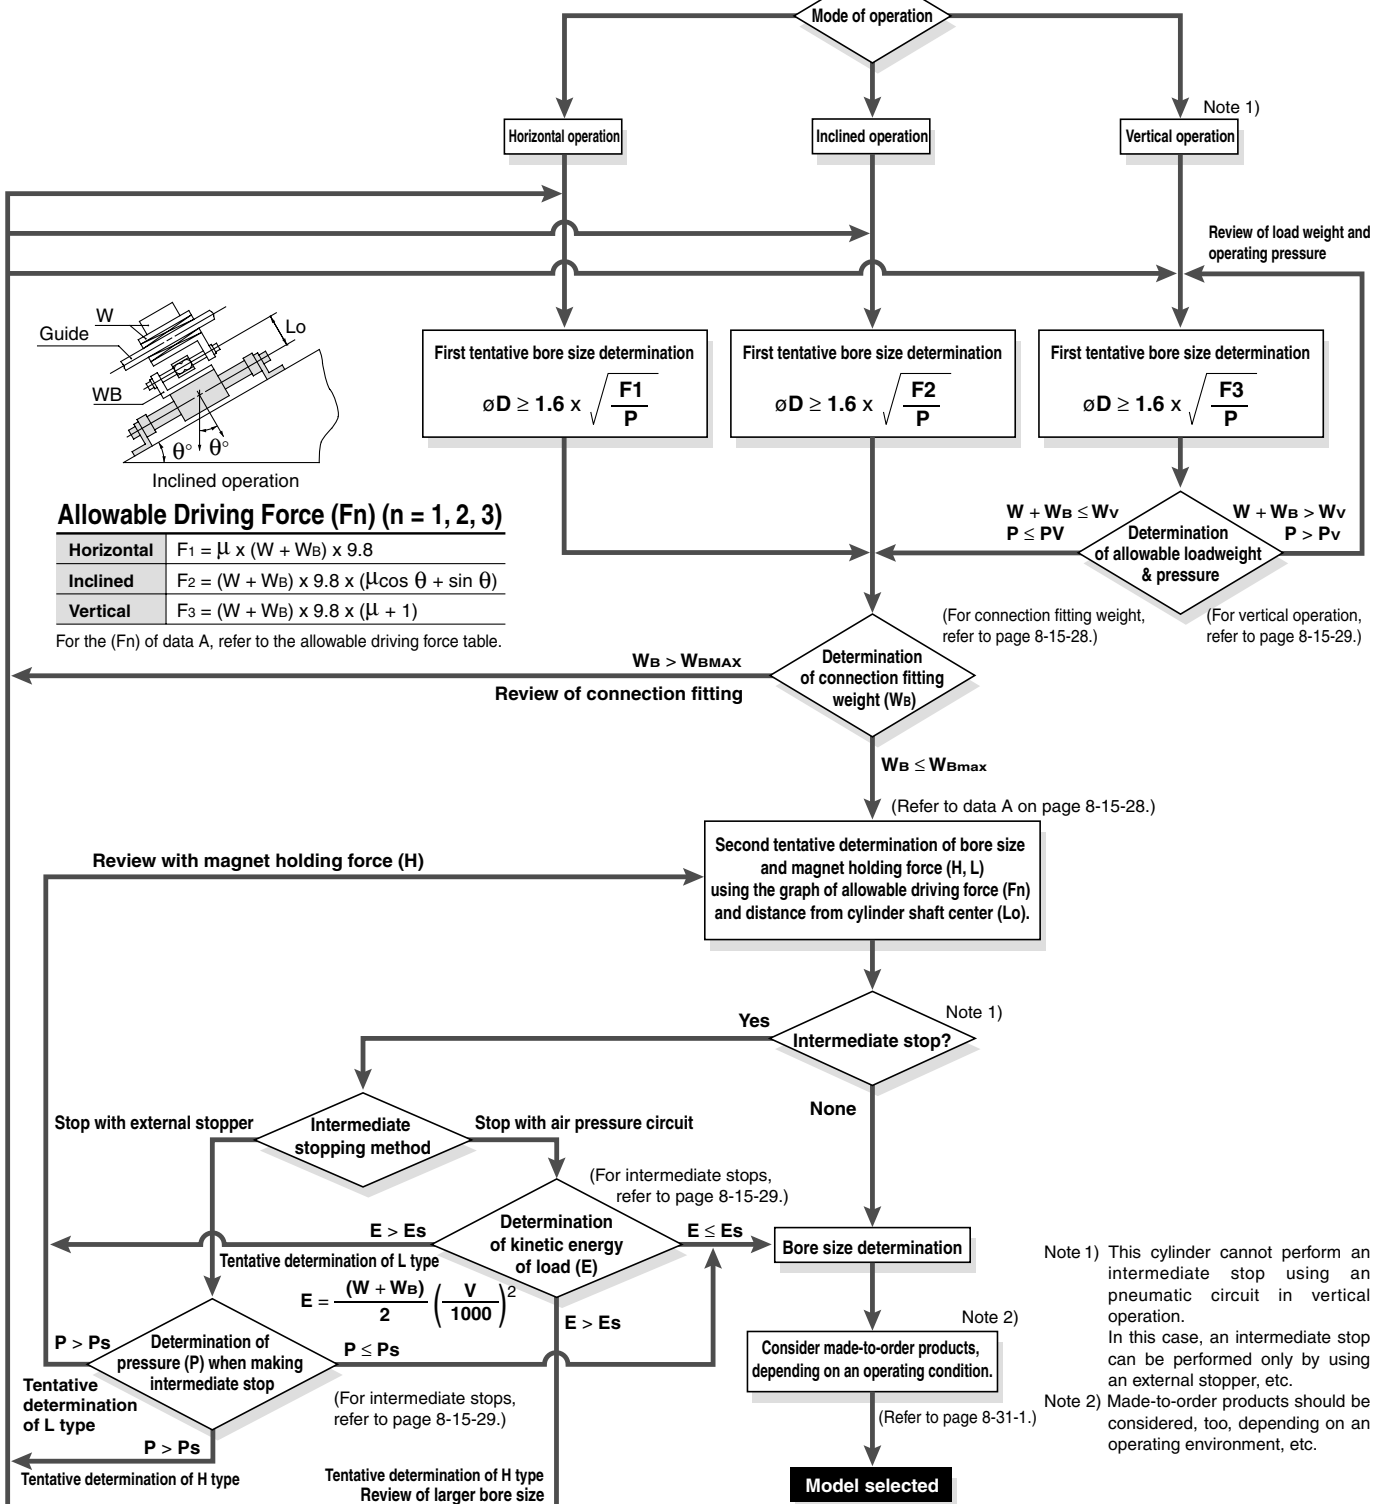 Mode of operation
Note 1)
Horizontal operation
Inclined operation
Vertical operation
Review of load weight and
operating pressure
W
Guide
Lo
WB
θ° θ°
Inclined operation
First tentative bore size determination
øD ≥ 1.6 x √ F1
P
First tentative bore size determination
øD ≥ 1.6 x √ F2
P
First tentative bore size determination
øD ≥ 1.6 x √ F3
P
Allowable Driving Force (Fn) (n = 1, 2, 3)
Horizontal F1 = μ x (W + WB) x 9.8
Inclined F2 = (W + WB) x 9.8 x (μcos θ + sin θ)
Vertical F3 = (W + WB) x 9.8 x (μ + 1)
For the (Fn) of data A, refer to the allowable driving force table.
W + WB ≤ WV
P ≤ PV
Determination
of allowable loadweight
& pressure
W + WB > WV
P > PV
(For connection fitting weight,
refer to page 8-15-28.)
(For vertical operation,
refer to page 8-15-29.)
WB > WBMAX
Review of connection fitting
Determination
of connection fitting
weight (WB)
WB ≤ WBmax
(Refer to data A on page 8-15-28.)
Review with magnet holding force (H)
Second tentative determination of bore size
and magnet holding force (H, L)
using the graph of allowable driving force (Fn)
and distance from cylinder shaft center (Lo).
Note 1)
Yes
Intermediate stop?
None
Stop with external stopper
Intermediate
stopping method
Stop with air pressure circuit
(For intermediate stops,
refer to page 8-15-29.)
E > Es
Tentative determination of L type
Determination
of kinetic energy
of load (E)
E ≤ Es
Bore size determination
E = (W + WB) ( V )2
2 1000
E > Es
P > Ps
Tentative
determination
of L type
Determination of
pressure (P) when making
intermediate stop
P ≤ Ps
(For intermediate stops,
refer to page 8-15-29.)
P > Ps
Tentative determination of H type
Tentative determination of H type
Review of larger bore size
Note 2)
Consider made-to-order products,
depending on an operating condition.
(Refer to page 8-31-1.)
Model selected
Note 1) This cylinder cannot perform an
intermediate stop using an
pneumatic circuit in vertical
operation.
In this case, an intermediate stop
can be performed only by using
an external stopper, etc.
Note 2) Made-to-order products should be
considered, too, depending on an
operating environment, etc.